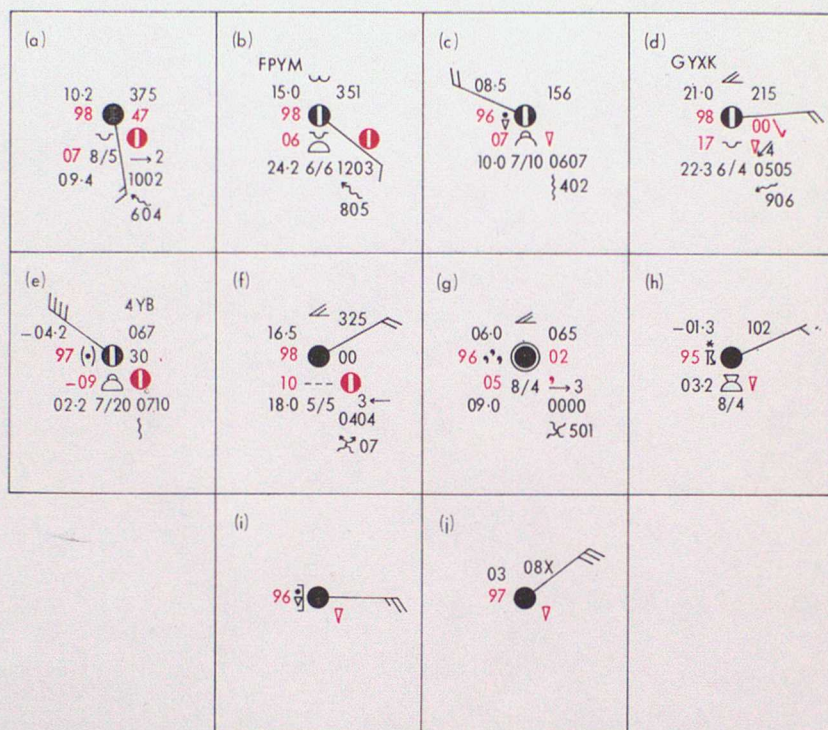 (a)
10·2 375
98 47
07 8/5 → 2
09·4 1002
604
(b)
FPYM
15·0 351
98
06
24·2 6/6 1203
805
(c)
08·5 156
96
07
10·0 7/10 0607
402
(d)
GYXK
21·0 215
98 00
17 4
22·3 6/4 0505
906
(e)
4YB
−04·2 067
97 (•) 30
−09
02·2 7/20 0710
(f)
325
16·5
98 00
10
18·0 5/5 3 ←
0404
07
(g)
06·0 065
96 02
05 8/4 → 3
09·0 0000
501
(h)
−01·3 102
95
03·2
8/4
(i)
96
(j)
03 08X
97